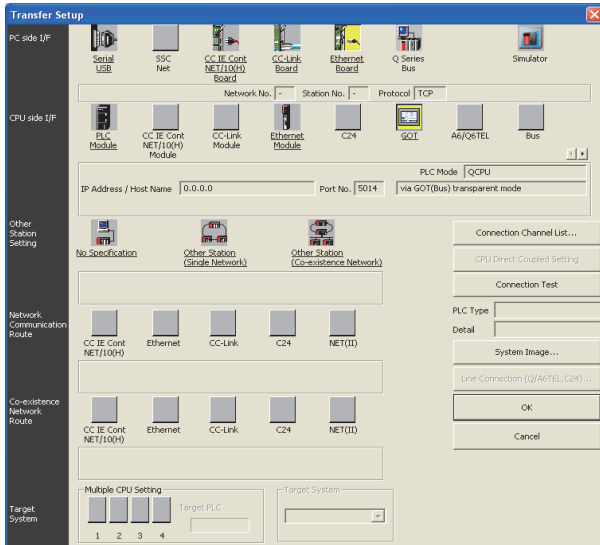 Transfer Setup
PC side I/F
Serial
USB
SSC
Net
CC IE Cont
NET/10(H)
Board
CC-Link
Board
Ethernet
Board
Q Series
Bus
Simulator
Network No. - Station No. - Protocol TCP
CPU side I/F
PLC
Module
CC IE Cont
NET/10(H)
Module
CC-Link
Module
Ethernet
Module
C24
GOT
A6/Q6TEL
Bus
PLC Mode QCPU
IP Address / Host Name 0.0.0.0 Port No. 5014 via GOT(Bus) transparent mode
Other
Station
Setting
No Specification
Other Station
(Single Network)
Other Station
(Co-existence Network)
Connection Channel List...
CPU Direct Coupled Setting
Connection Test
PLC Type
Detail
System Image...
Line Connection (Q/A6TEL,C24)...
OK
Cancel
Network
Communication
Route
CC IE Cont
NET/10(H)
Ethernet
CC-Link
C24
NET(II)
Co-existence
Network
Route
CC IE Cont
NET/10(H)
Ethernet
CC-Link
C24
NET(II)
Target
System
Multiple CPU Setting
1 2 3 4
Target PLC
Target System